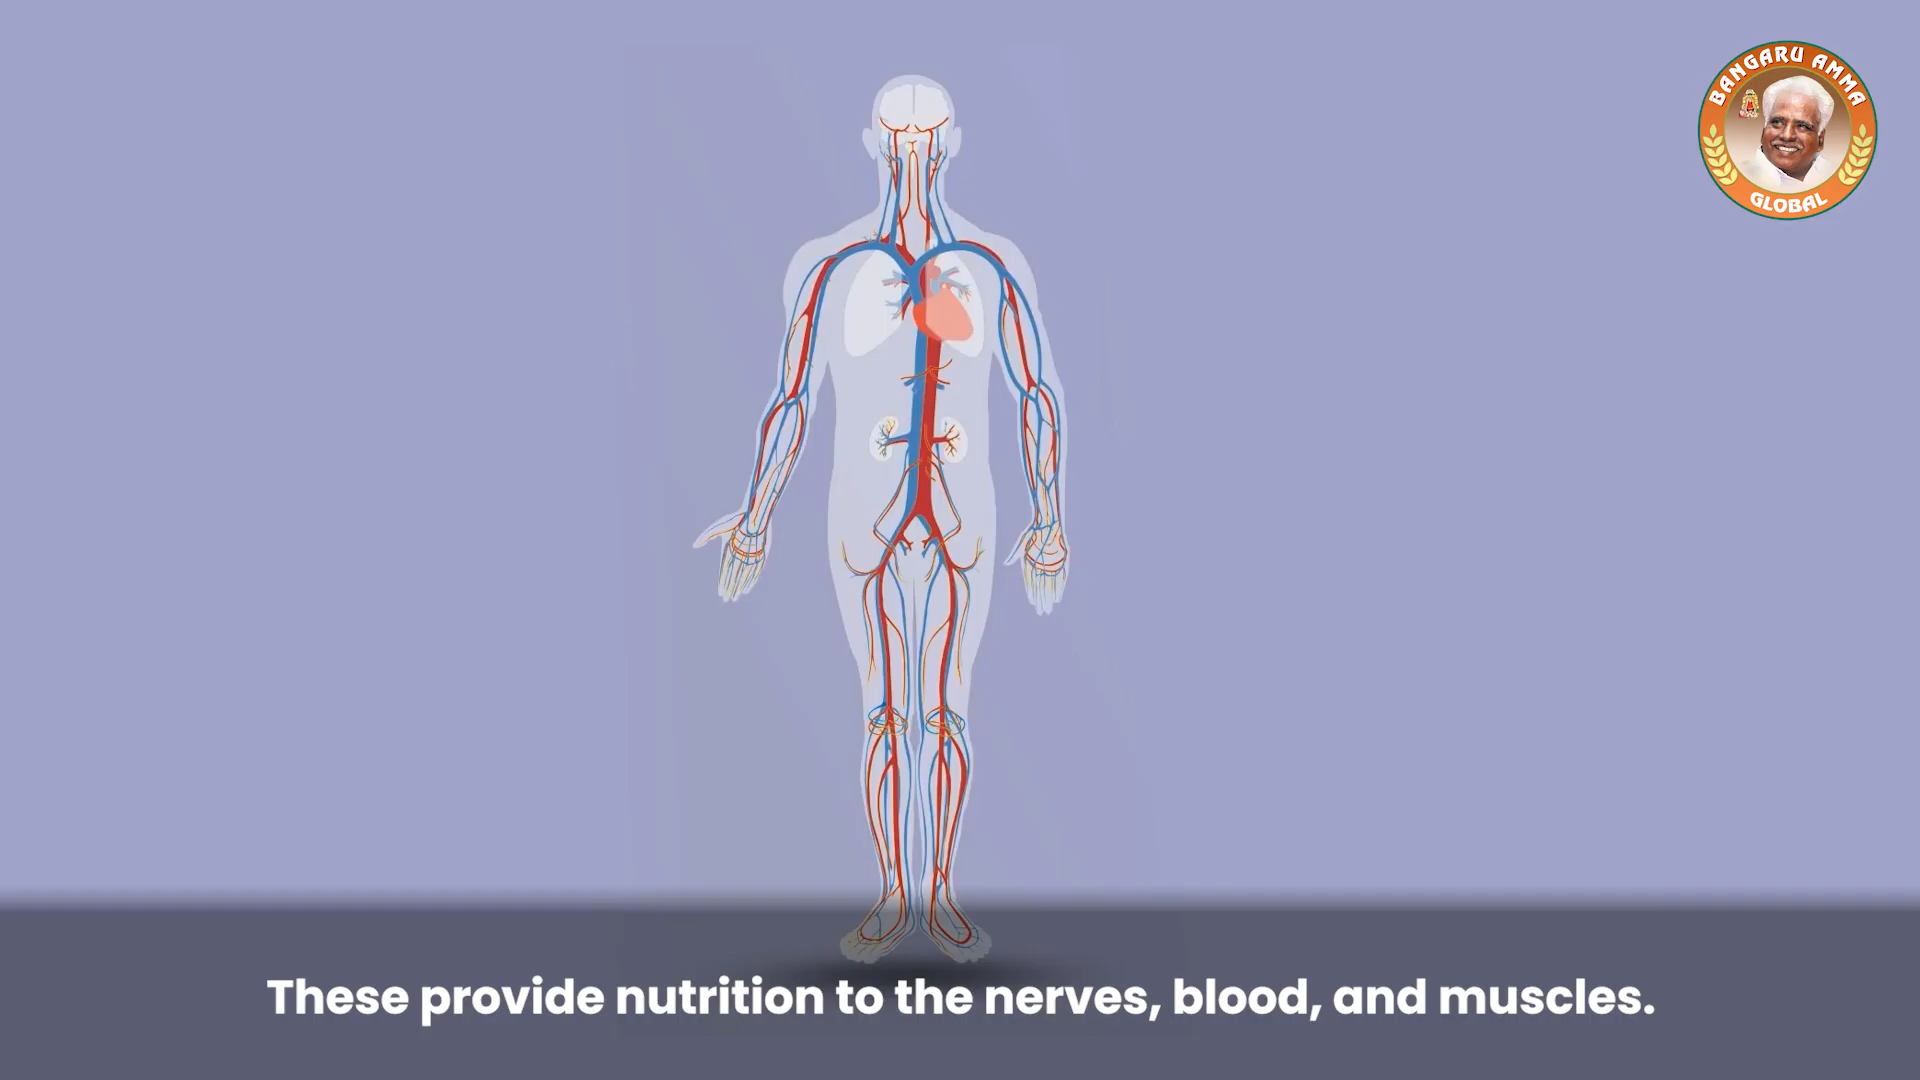 BANGARU AMMA
GLOBAL
These provide nutrition to the nerves, blood, and muscles.